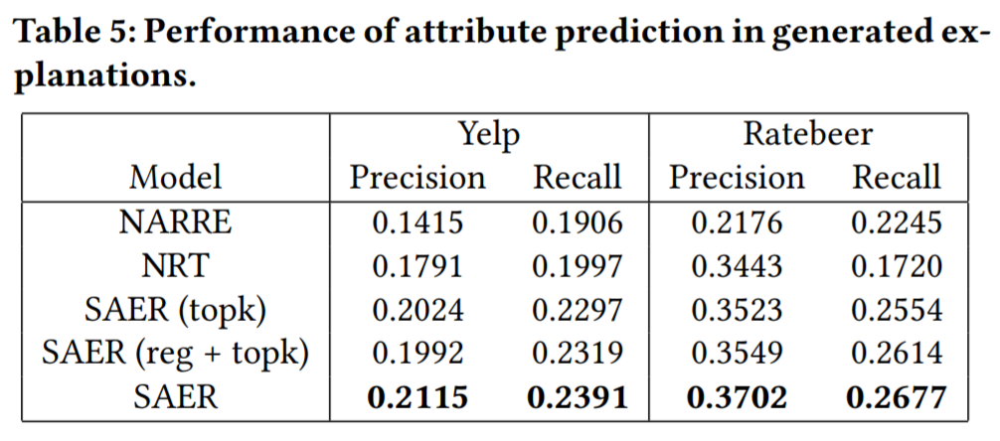 Table 5: Performance of attribute prediction in generated ex-
planations.
Yelp Ratebeer
Model Precision Recall Precision Recall
NARRE 0.1415 0.1906 0.2176 0.2245
NRT 0.1791 0.1997 0.3443 0.1720
SAER (topk) 0.2024 0.2297 0.3523 0.2554
SAER (reg + topk) 0.1992 0.2319 0.3549 0.2614
SAER 0.2115 0.2391 0.3702 0.2677